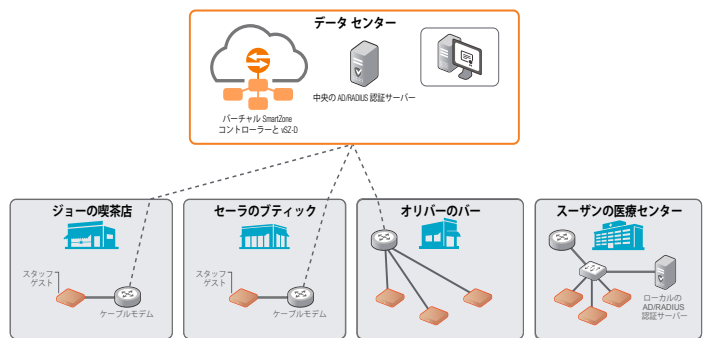 データ センター
中央の AD/RADIUS 認証サーバー
バーチャル SmartZone
コントローラーと vSZ-D
ジョーの喫茶店
スタッフ
ゲスト
ケーブルモデム
セーラのブティック
スタッフ
ゲスト
ケーブルモデム
オリバーのバー
スーザンの医療センター
ローカルの
AD/RADIUS
認証サーバー